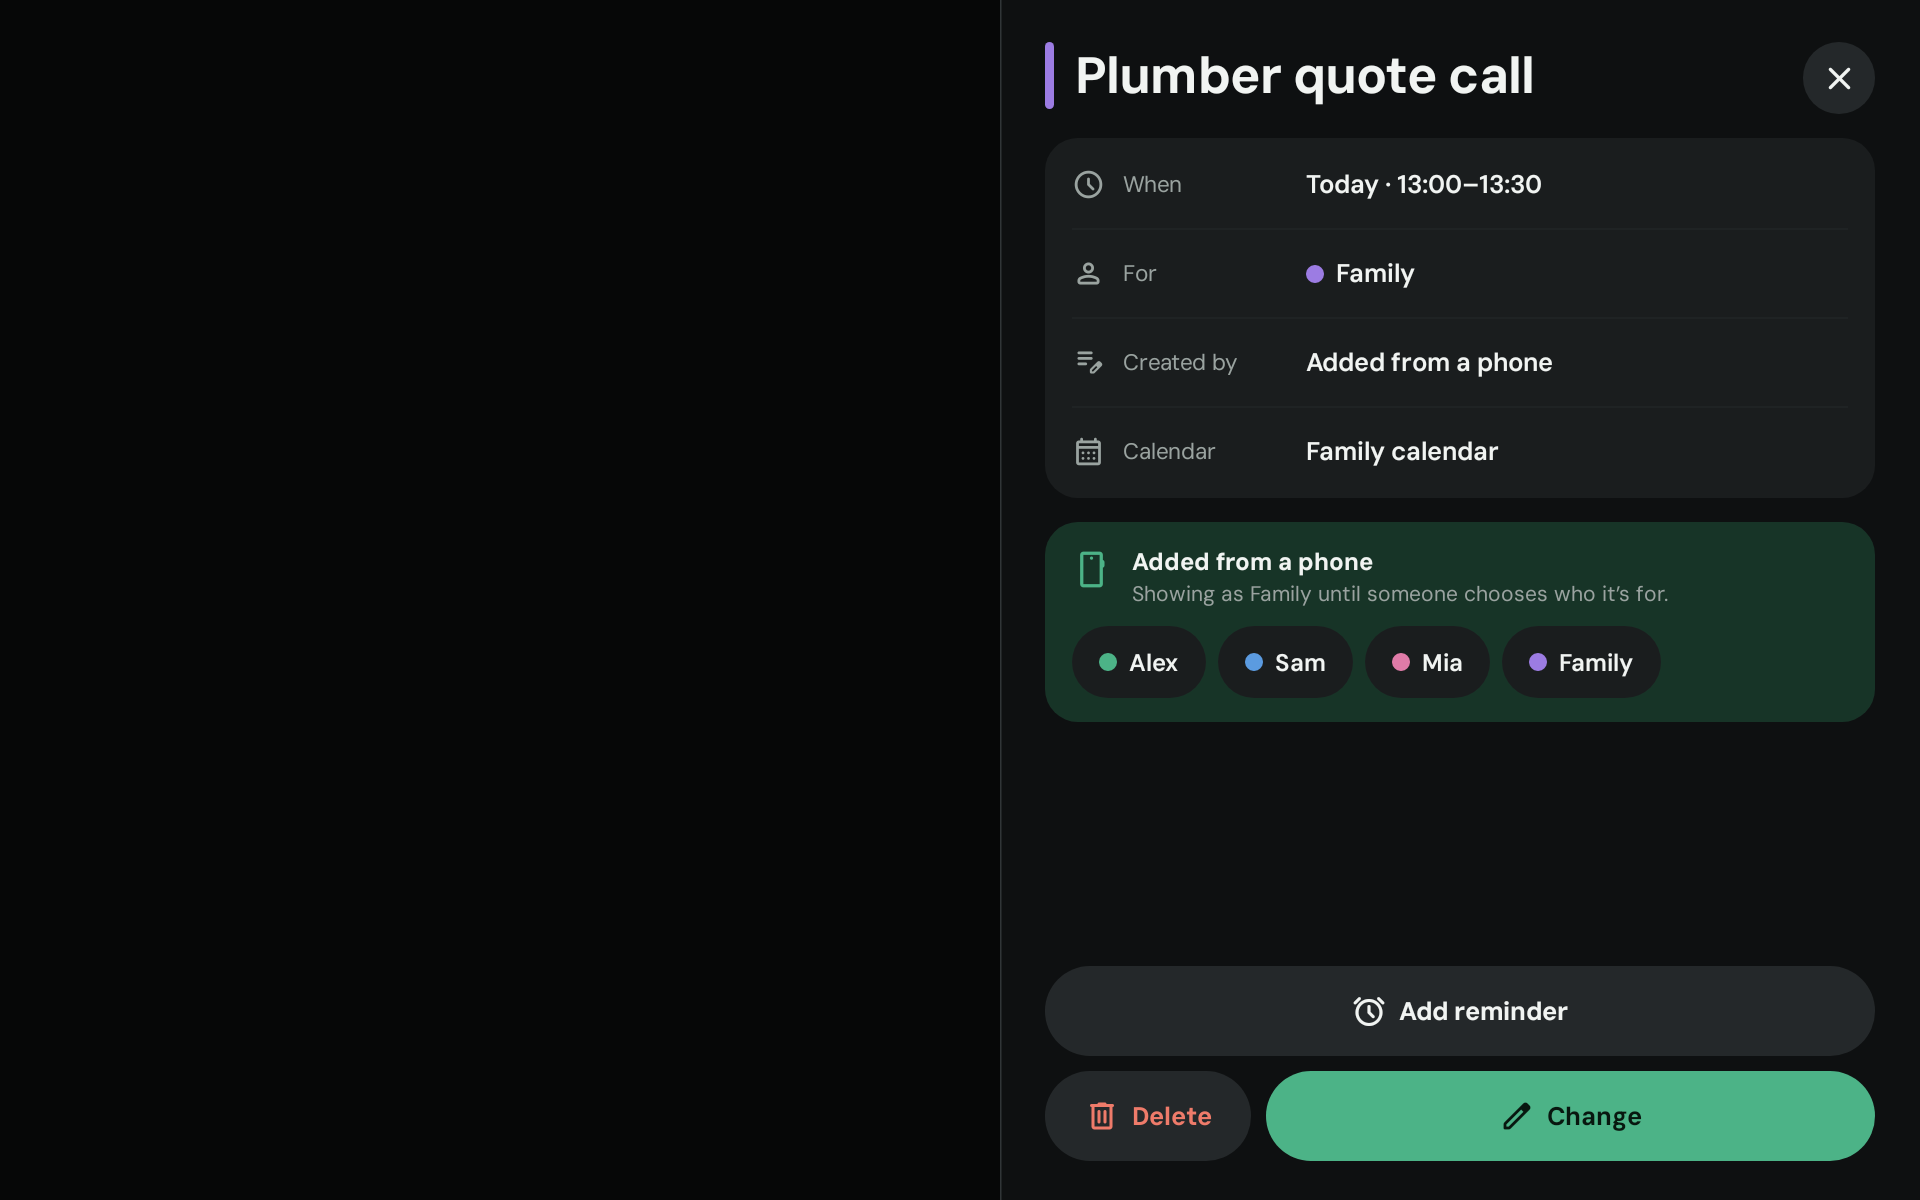 Plumber quote call
When Today · 13:00–13:30
For Family
Created by Added from a phone
Calendar Family calendar
Added from a phone
Showing as Family until someone chooses who it’s for.
Alex Sam Mia Family
Add reminder
Delete Change